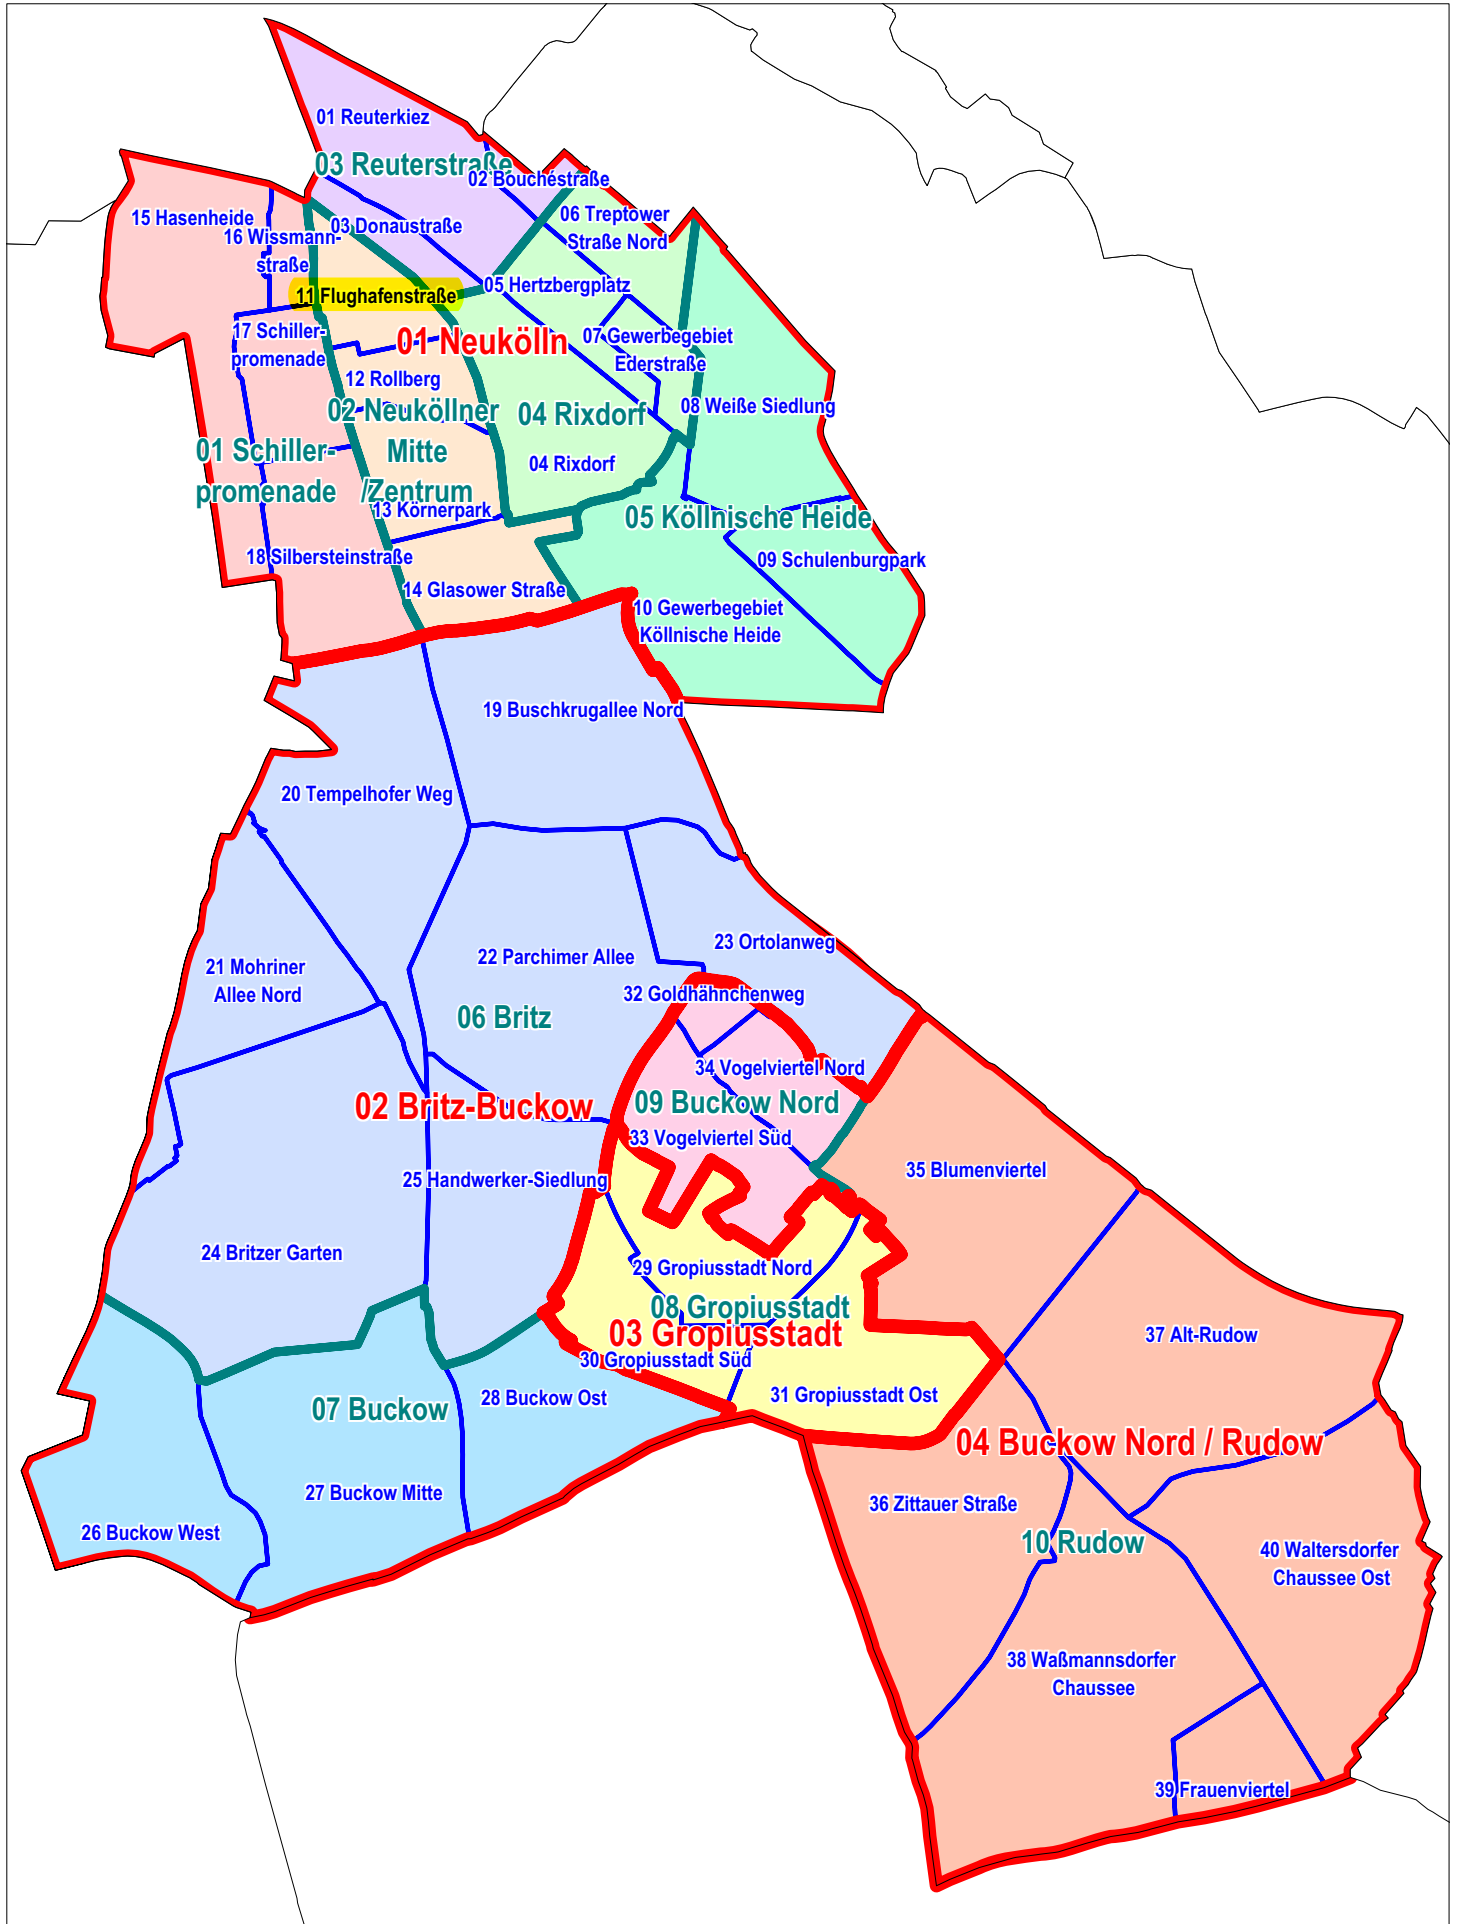 01 Reuterkiez
03 Reuterstraße
02 Bouchéstraße
15 Hasenheide
16 Wissmann-
straße
03 Donaustraße
06 Treptower
Straße Nord
05 Hertzbergplatz
11 Flughafenstraße
17 Schiller-
promenade
01 Neukölln
07 Gewerbegebiet
Ederstraße
12 Rollberg
02 Neuköllner
Mitte
/Zentrum
04 Rixdorf
08 Weiße Siedlung
01 Schiller-
promenade
04 Rixdorf
13 Körnerpark
05 Köllnische Heide
18 Silbersteinstraße
09 Schulenburgpark
14 Glasower Straße
10 Gewerbegebiet
Köllnische Heide
19 Buschkrugallee Nord
20 Tempelhofer Weg
21 Mohriner
Allee Nord
22 Parchimer Allee
23 Ortolanweg
32 Goldhähnchenweg
06 Britz
34 Vogelviertel Nord
02 Britz-Buckow
09 Buckow Nord
33 Vogelviertel Süd
25 Handwerker-Siedlung
35 Blumenviertel
24 Britzer Garten
29 Gropiusstadt Nord
08 Gropiusstadt
03 Gropiusstadt
30 Gropiusstadt Süd
37 Alt-Rudow
31 Gropiusstadt Ost
28 Buckow Ost
07 Buckow
04 Buckow Nord / Rudow
27 Buckow Mitte
36 Zittauer Straße
26 Buckow West
10 Rudow
40 Waltersdorfer
Chaussee Ost
38 Waßmannsdorfer
Chaussee
39 Frauenviertel